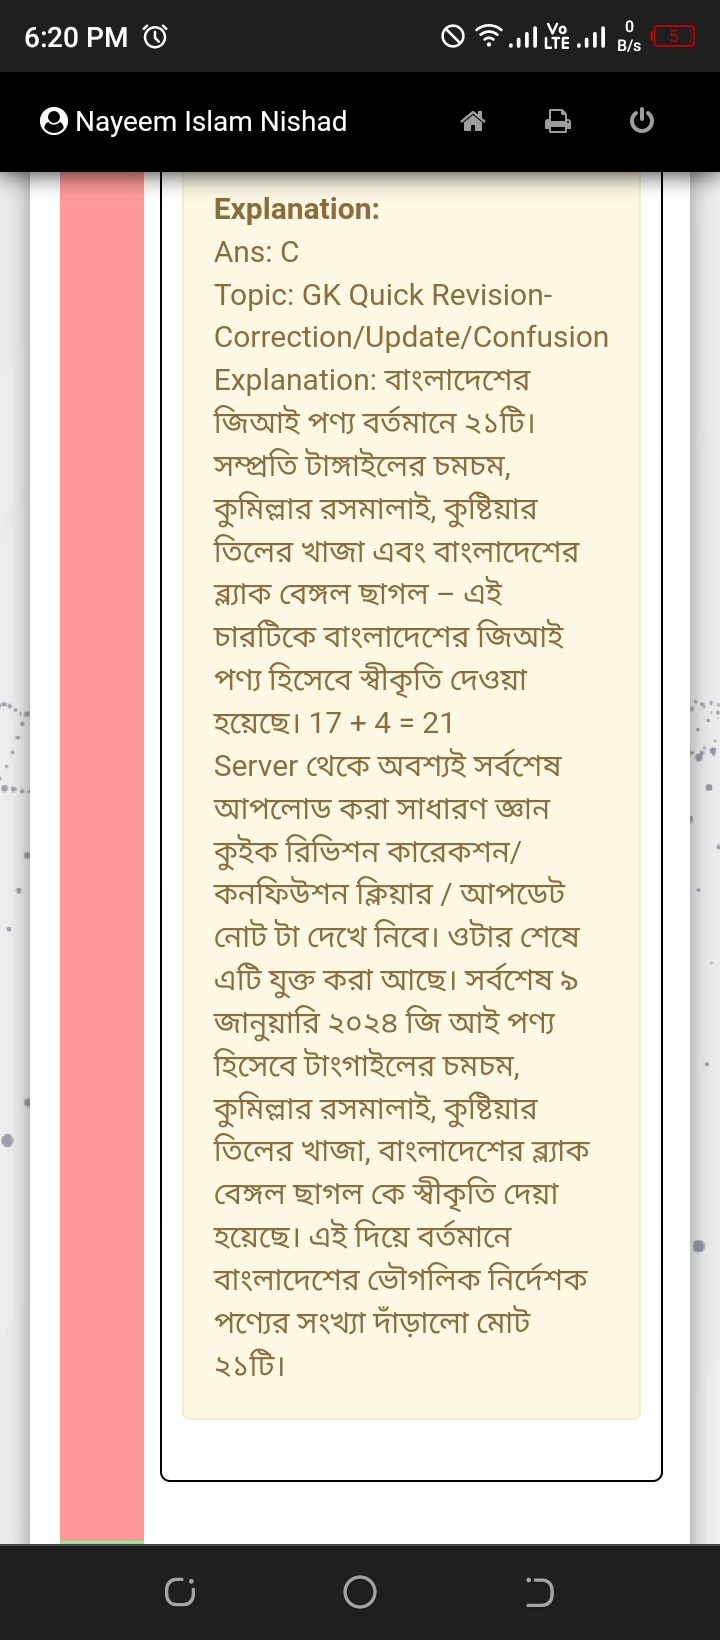 6:20 PM
Vo LTE
0 B/s
5
Nayeem Islam Nishad
Explanation:
Ans: C
Topic: GK Quick Revision-
Correction/Update/Confusion
Explanation: বাংলাদেশের
জিআই পণ্য বর্তমানে ২১টি।
সম্প্রতি টাঙ্গাইলের চমচম,
কুমিল্লার রসমালাই, কুষ্টিয়ার
তিলের খাজা এবং বাংলাদেশের
ব্ল্যাক বেঙ্গল ছাগল – এই
চারটিকে বাংলাদেশের জিআই
পণ্য হিসেবে স্বীকৃতি দেওয়া
হয়েছে। 17 + 4 = 21
Server থেকে অবশ্যই সর্বশেষ
আপলোড করা সাধারণ জ্ঞান
কুইক রিভিশন কারেকশন/
কনফিউশন ক্লিয়ার / আপডেট
নোট টা দেখে নিবে। ওটার শেষে
এটি যুক্ত করা আছে। সর্বশেষ ৯
জানুয়ারি ২০২৪ জি আই পণ্য
হিসেবে টাংগাইলের চমচম,
কুমিল্লার রসমালাই, কুষ্টিয়ার
তিলের খাজা, বাংলাদেশের ব্ল্যাক
বেঙ্গল ছাগল কে স্বীকৃতি দেয়া
হয়েছে। এই দিয়ে বর্তমানে
বাংলাদেশের ভৌগলিক নির্দেশক
পণ্যের সংখ্যা দাঁড়ালো মোট
২১টি।